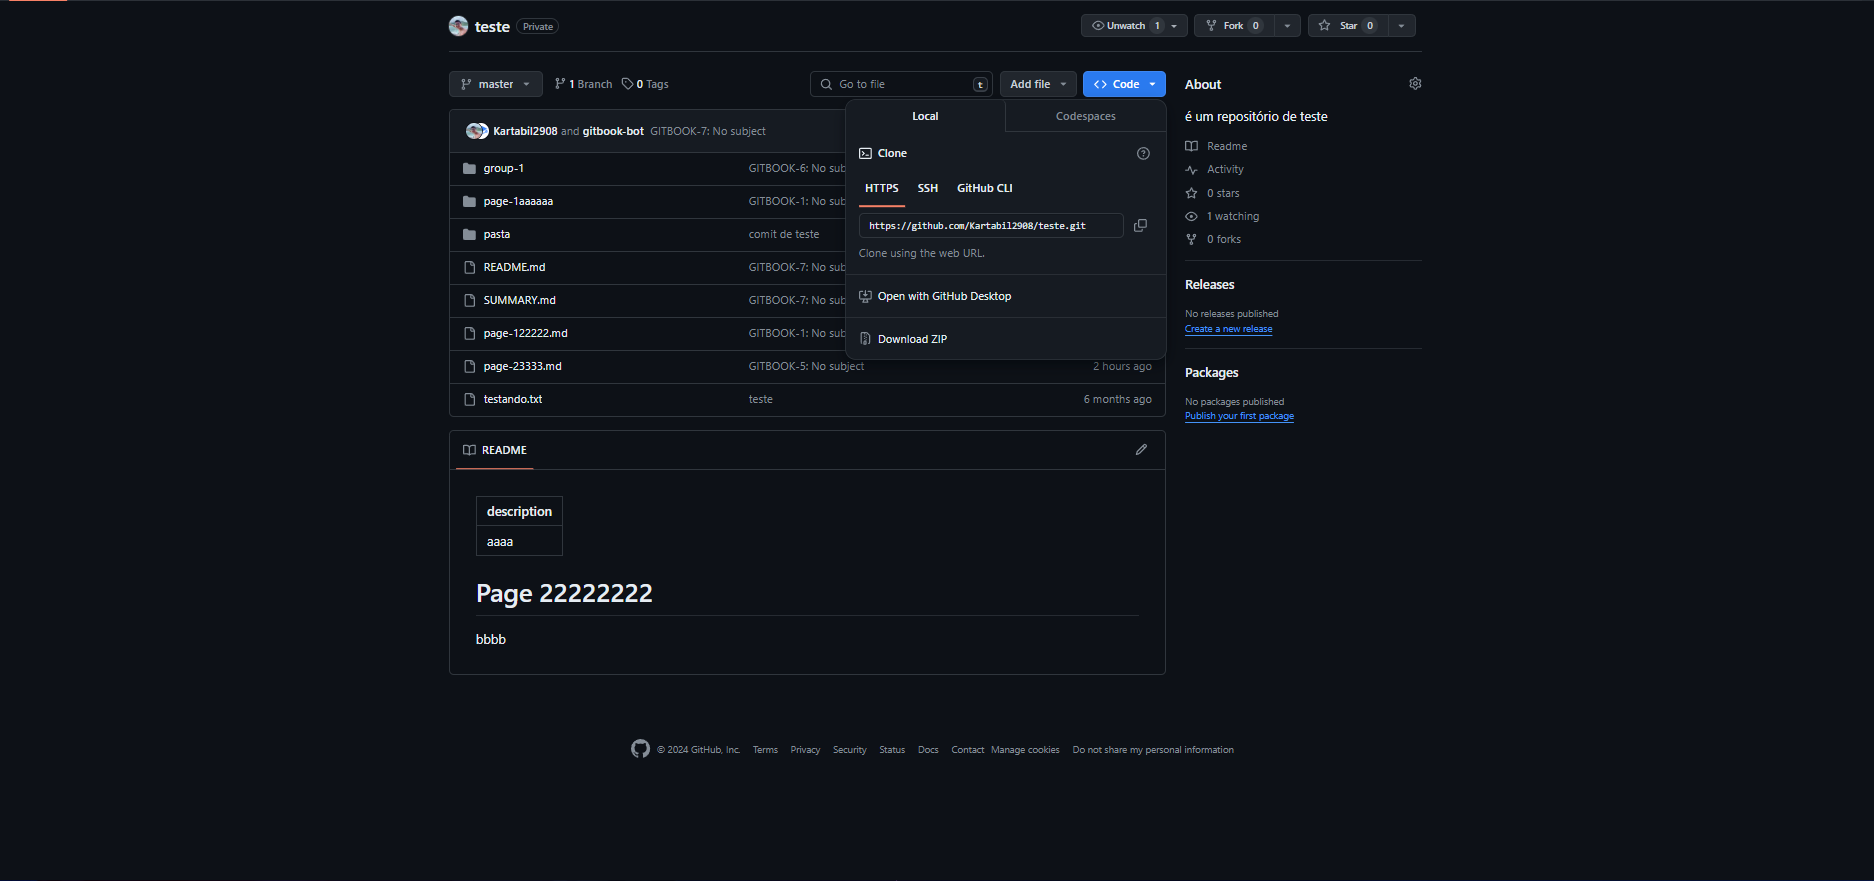 teste Private
Unwatch 1
Fork 0
Star 0
master
1 Branch
0 Tags
Go to file t
Add file
Code
Kartabil2908 and gitbook-bot GITBOOK-7: No subject
group-1 GITBOOK-6: No sub
page-1aaaaaa GITBOOK-1: No sub
pasta comit de teste
README.md GITBOOK-7: No sub
SUMMARY.md GITBOOK-7: No sub
page-122222.md GITBOOK-1: No sub
page-23333.md GITBOOK-5: No subject 2 hours ago
testando.txt teste 6 months ago
Local Codespaces
Clone
HTTPS SSH GitHub CLI
https://github.com/Kartabil2908/teste.git
Clone using the web URL.
Open with GitHub Desktop
Download ZIP
About
é um repositório de teste
Readme
Activity
0 stars
1 watching
0 forks
Releases
No releases published
Create a new release
Packages
No packages published
Publish your first package
README
description
aaaa
Page 22222222
bbbb
© 2024 GitHub, Inc. Terms Privacy Security Status Docs Contact Manage cookies Do not share my personal information